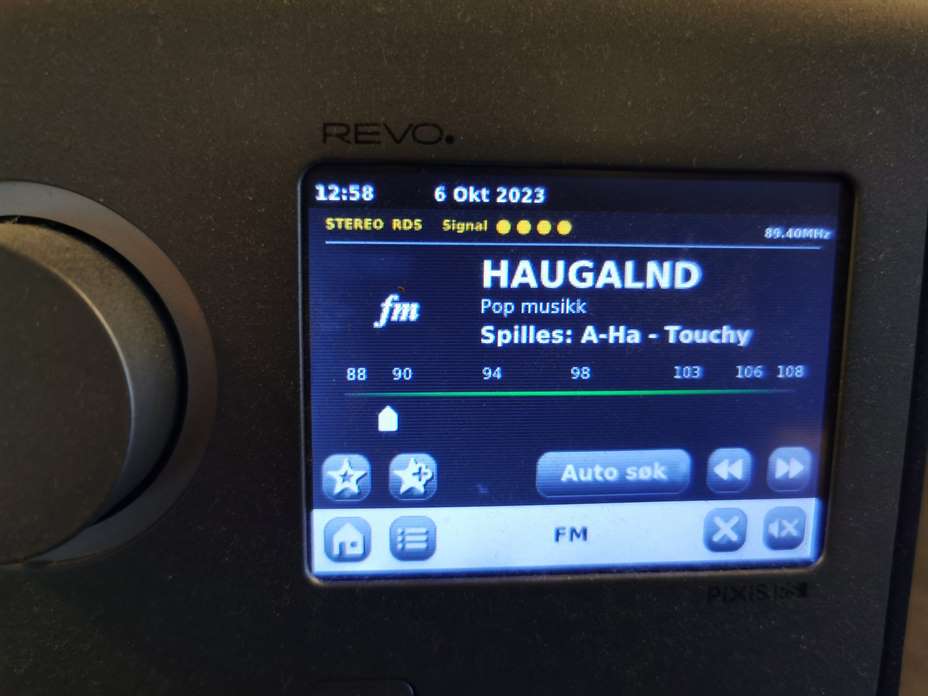 REVO.
12:58 6 Okt 2023
STEREO RDS Signal 89.40MHz
HAUGALND
fm Pop musikk
Spilles: A-Ha - Touchy
88 90 94 98 103 106 108
Auto søk
FM
PIXIS